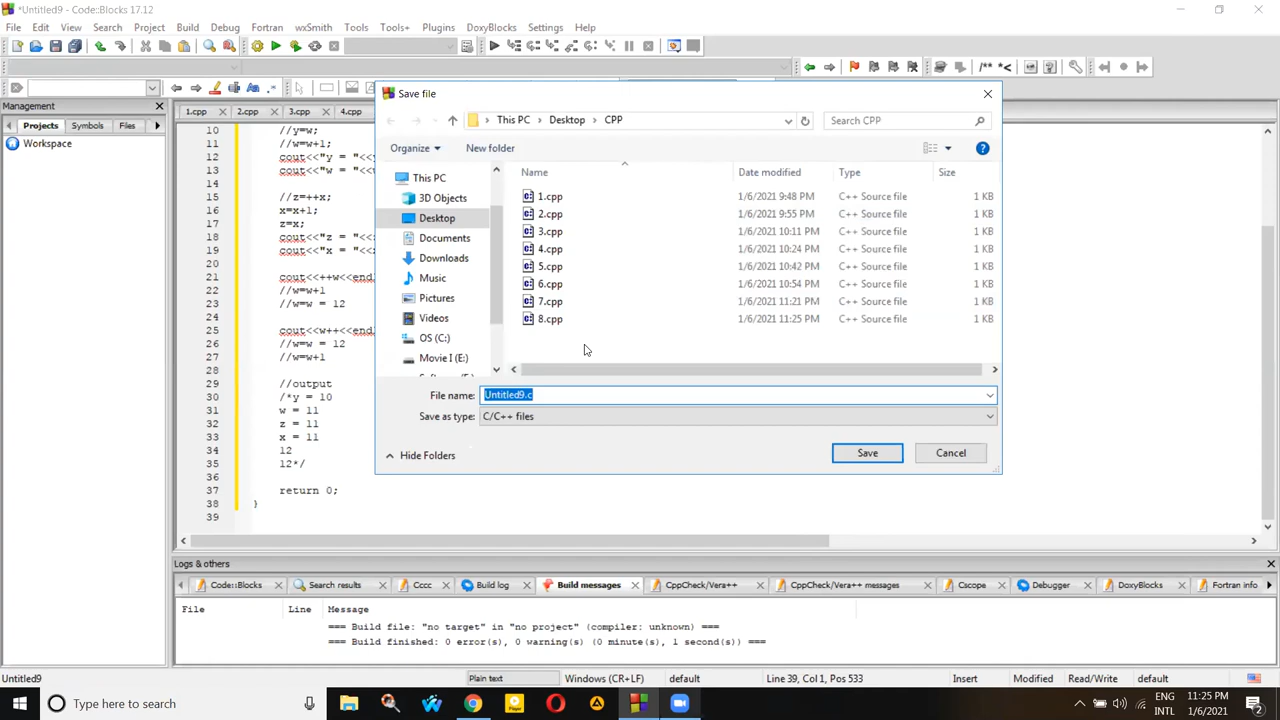 *Untitled9 - Code::Blocks 17.12
File Edit View Search Project Build Debug Fortran wxSmith Tools Tools+ Plugins DoxyBlocks Settings Help
/** *<
Management
Projects Symbols Files
Workspace
1.cpp 2.cpp 3.cpp 4.cpp
10 //y=w;
11 //w=w+1;
12 cout<<"y = "<<
13 cout<<"w = "<<
14
15 //z=++x;
16 x=x+1;
17 z=x;
18 cout<<"z = "<<
19 cout<<"x = "<<
20
21 cout<<++w<<endl
22 //w=w+1
23 //w=w = 12
24
25 cout<<w++<<endl
26 //w=w = 12
27 //w=w+1
28
29 //output
30 /*y = 10
31 w = 11
32 z = 11
33 x = 11
34 12
35 12*/
36
37 return 0;
38 }
39
Save file
This PC > Desktop > CPP
Search CPP
Organize New folder
This PC
3D Objects
Desktop
Documents
Downloads
Music
Pictures
Videos
OS (C:)
Movie I (E:)
Name Date modified Type Size
1.cpp 1/6/2021 9:48 PM C++ Source file 1 KB
2.cpp 1/6/2021 9:55 PM C++ Source file 1 KB
3.cpp 1/6/2021 10:11 PM C++ Source file 1 KB
4.cpp 1/6/2021 10:24 PM C++ Source file 1 KB
5.cpp 1/6/2021 10:42 PM C++ Source file 1 KB
6.cpp 1/6/2021 10:54 PM C++ Source file 1 KB
7.cpp 1/6/2021 11:21 PM C++ Source file 1 KB
8.cpp 1/6/2021 11:25 PM C++ Source file 1 KB
File name: Untitled9.c
Save as type: C/C++ files
Hide Folders
Save Cancel
Logs & others
Code::Blocks Search results Cccc Build log Build messages CppCheck/Vera++ CppCheck/Vera++ messages Cscope Debugger DoxyBlocks Fortran info
File Line Message
=== Build file: "no target" in "no project" (compiler: unknown) ===
=== Build finished: 0 error(s), 0 warning(s) (0 minute(s), 1 second(s)) ===
Untitled9 Plain text Windows (CR+LF) default Line 39, Col 1, Pos 533 Insert Modified Read/Write default
Type here to search
ENG
INTL
11:25 PM
1/6/2021